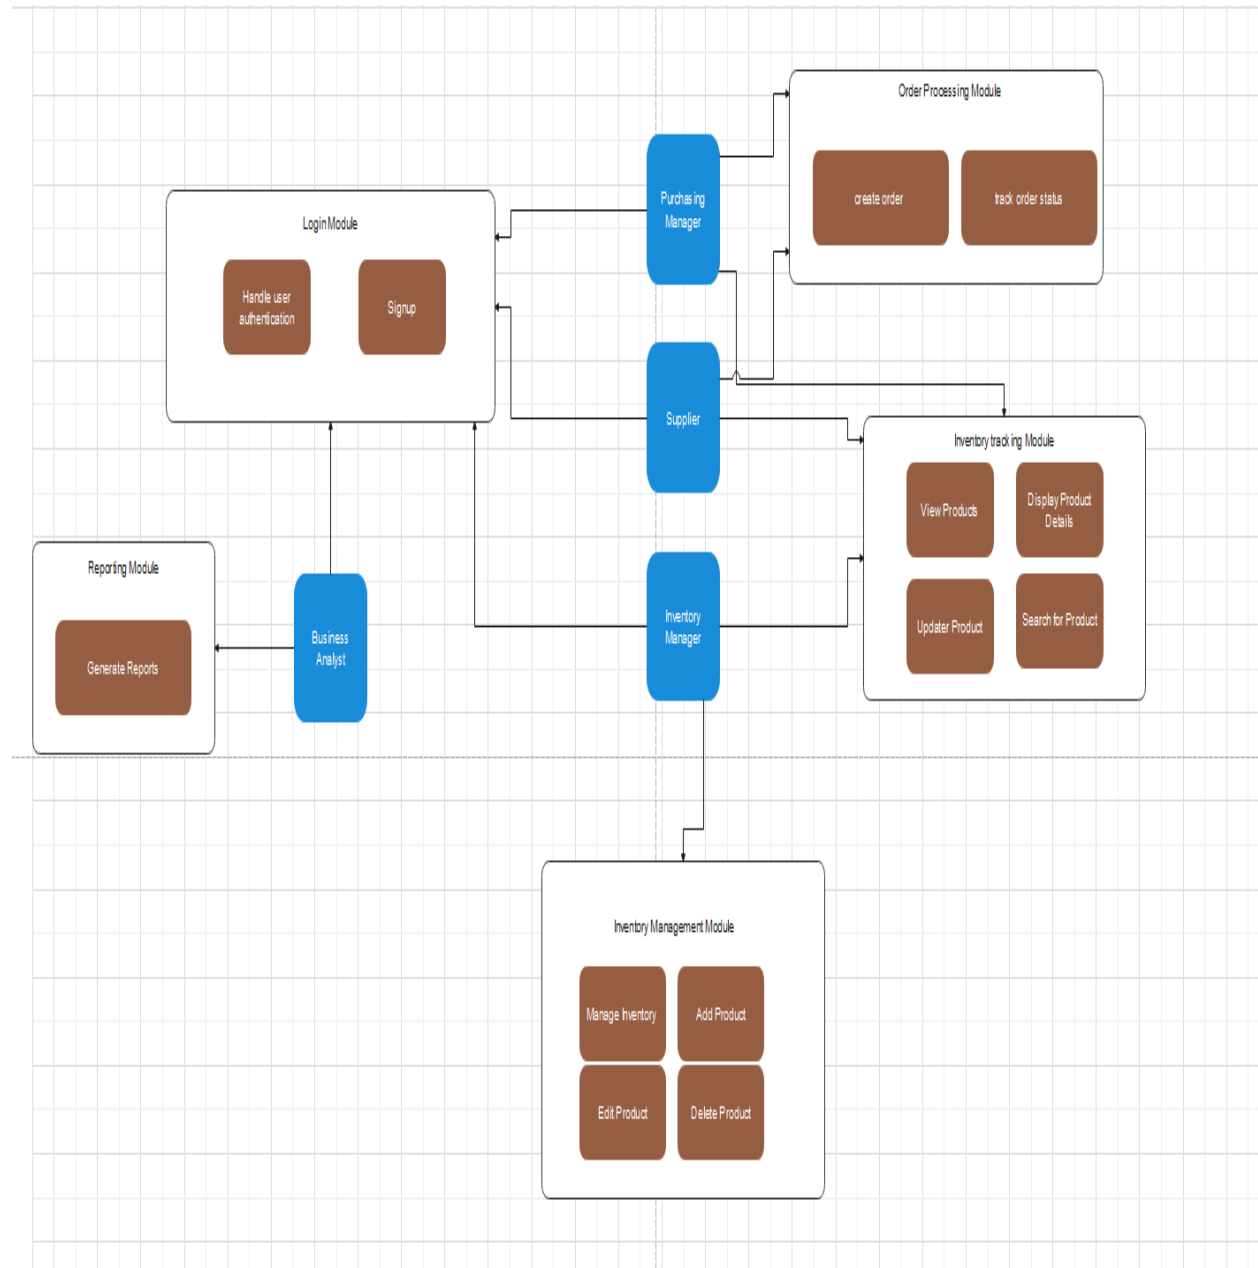 Order Processing Module
create order
track order status
Purchasing
Manager
Login Module
Handle user
authentication
Signup
Supplier
Inventory tracking Module
View Products
Display Product
Details
Updater Product
Search for Product
Reporting Module
Generate Reports
Business
Analyst
Inventory
Manager
Inventory Management Module
Manage Inventory
Add Product
Edit Product
Delete Product